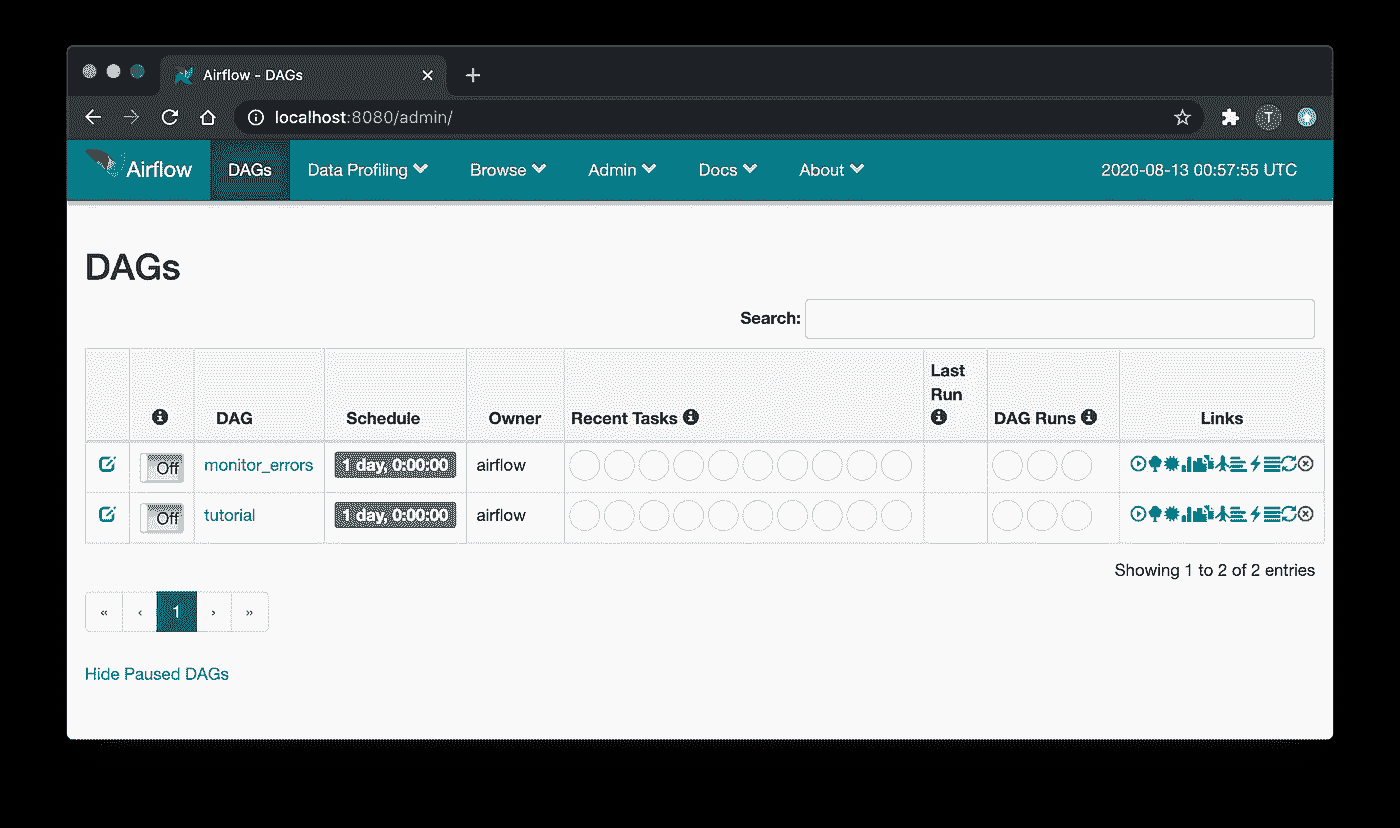 Airflow - DAGs
localhost:8080/admin/
T
Airflow DAGs Data Profiling Browse Admin Docs About 2020-08-13 00:57:55 UTC
DAGs
Search:
DAG Schedule Owner Recent Tasks Last Run DAG Runs Links
Off monitor_errors 1 day, 0:00:00 airflow
Off tutorial 1 day, 0:00:00 airflow
Showing 1 to 2 of 2 entries
« ‹ 1 › »
Hide Paused DAGs